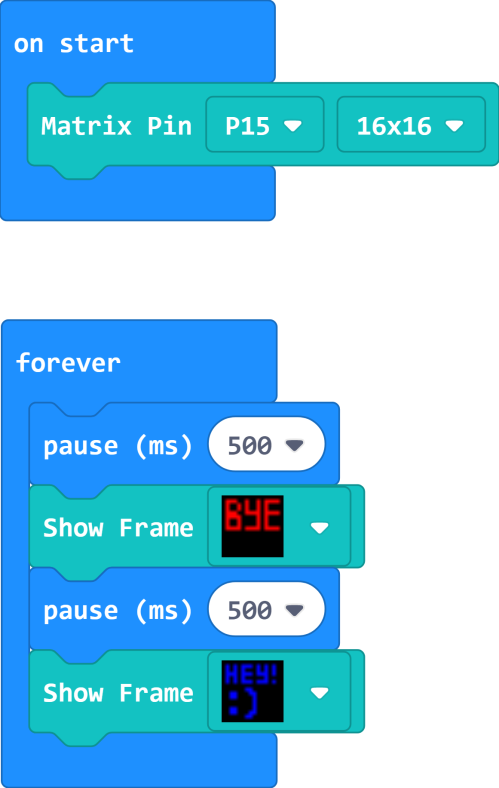 on start
Matrix Pin P15 16x16
forever
pause (ms) 500
Show Frame BYE
pause (ms) 500
Show Frame HEY!
:)